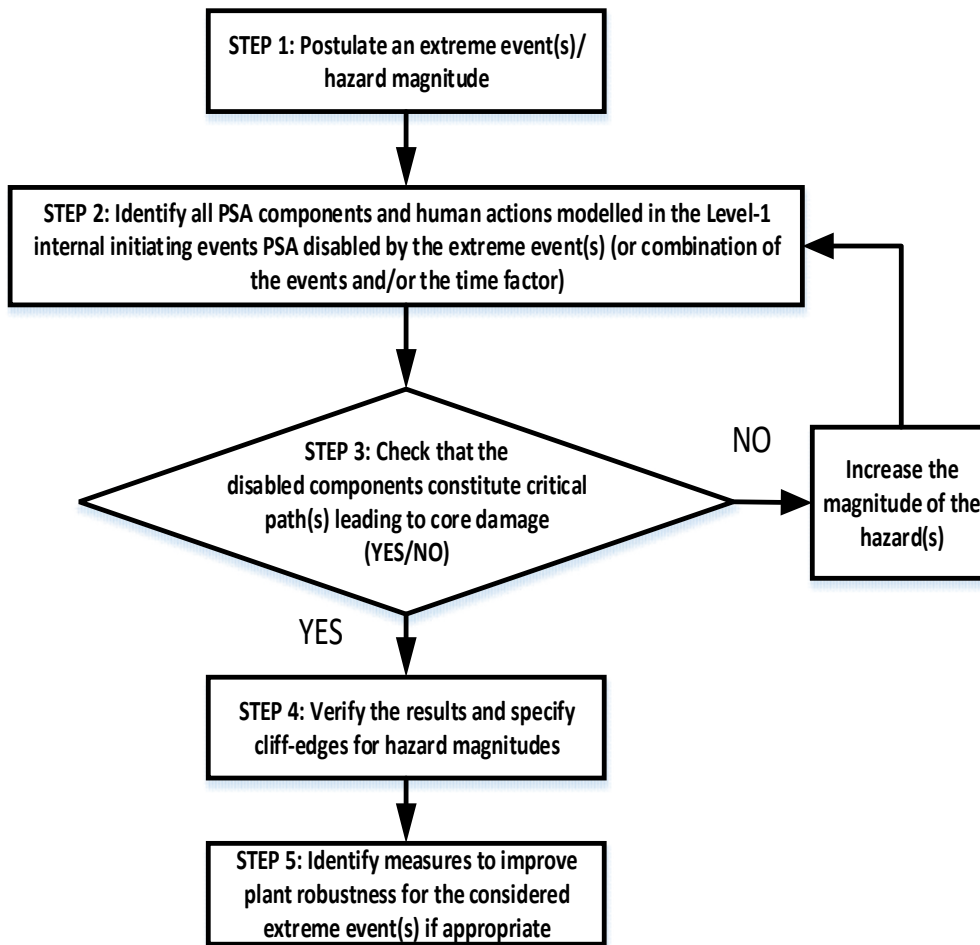 STEP 1: Postulate an extreme event(s)/
hazard magnitude
STEP 2: Identify all PSA components and human actions modelled in the Level-1
internal initiating events PSA disabled by the extreme event(s) (or combination of
the events and/or the time factor)
STEP 3: Check that the
disabled components constitute critical
path(s) leading to core damage
(YES/NO)
NO
Increase the
magnitude of the
hazard(s)
YES
STEP 4: Verify the results and specify
cliff-edges for hazard magnitudes
STEP 5: Identify measures to improve
plant robustness for the considered
extreme event(s) if appropriate